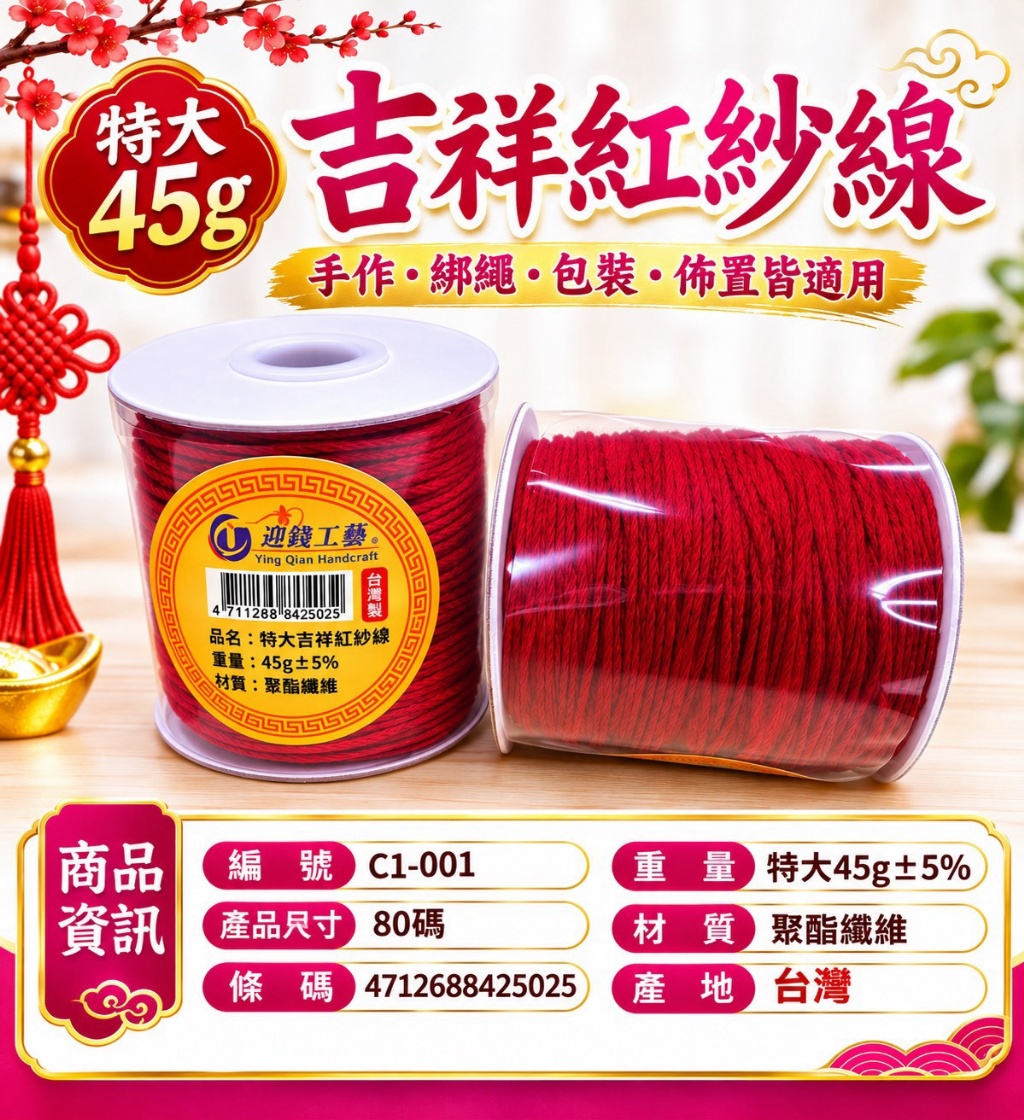 特大
45g
吉祥紅紗線
手作・綁繩・包裝・佈置皆適用
迎錢工藝®
Ying Qian Handcraft
4 711288 8425025
台灣製
品名：特大吉祥紅紗線
重量：45g±5%
材質：聚酯纖維
商品資訊
編號 C1-001
重量 特大45g±5%
產品尺寸 80碼
材質 聚酯纖維
條碼 4712688425025
產地 台灣